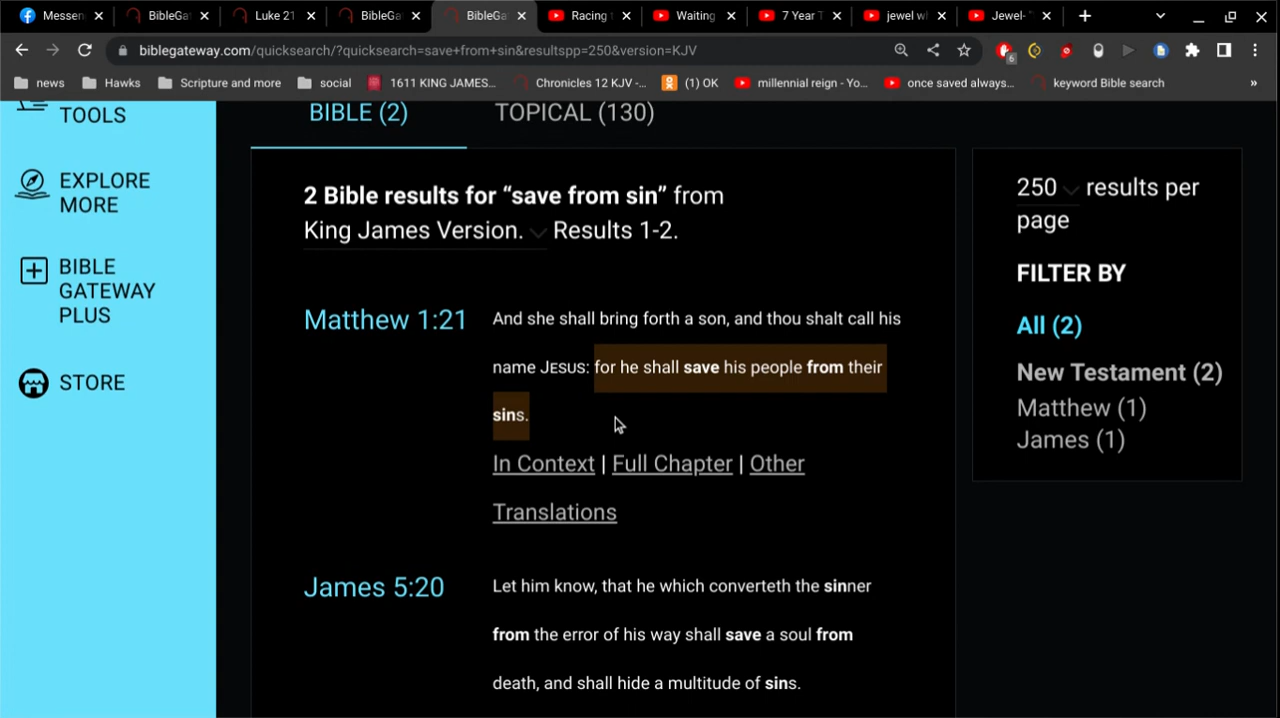 Messen
BibleGa
Luke 21
BibleGa
BibleGa
Racing
Waiting
7 Year T
jewel w
Jewel-
biblegateway.com/quicksearch/?quicksearch=save+from+sin&resultspp=250&version=KJV
6
news
Hawks
Scripture and more
social
1611 KING JAMES...
Chronicles 12 KJV -...
(1) OK
millennial reign - Yo...
once saved always...
keyword Bible search
»
TOOLS
EXPLORE
MORE
BIBLE
GATEWAY
PLUS
STORE
BIBLE (2)
TOPICAL (130)
2 Bible results for “save from sin” from
King James Version. Results 1-2.
Matthew 1:21
And she shall bring forth a son, and thou shalt call his
name JESUS: for he shall save his people from their
sins.
In Context | Full Chapter | Other
Translations
James 5:20
Let him know, that he which converteth the sinner
from the error of his way shall save a soul from
death, and shall hide a multitude of sins.
250 results per
page
FILTER BY
All (2)
New Testament (2)
Matthew (1)
James (1)